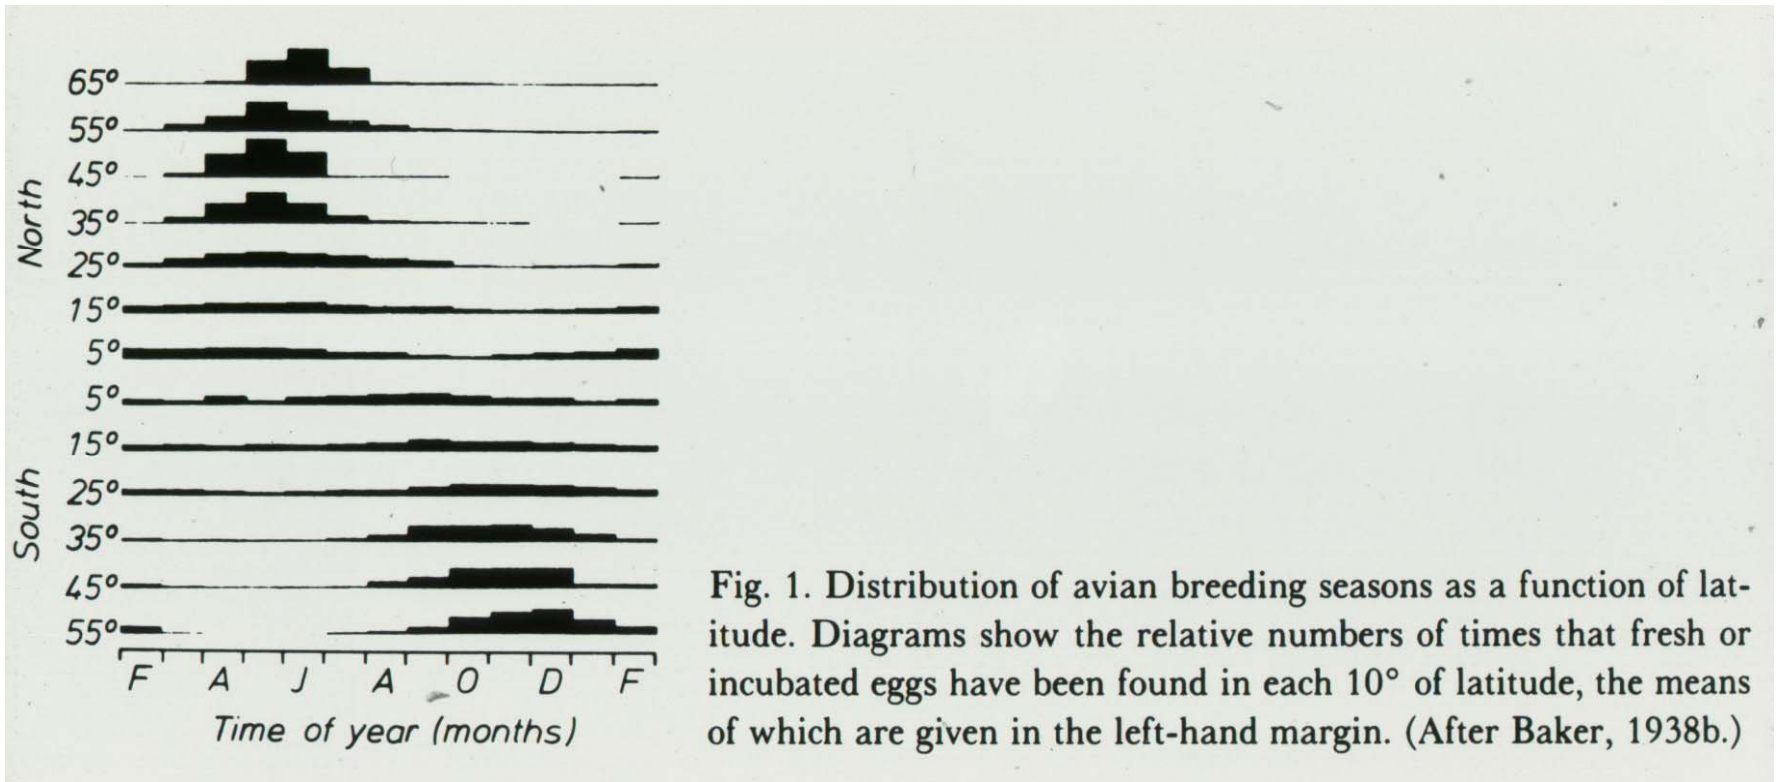 North
65°
55°
45°
35°
25°
15°
5°
South
5°
15°
25°
35°
45°
55°
F A J A O D F
Time of year (months)
Fig. 1. Distribution of avian breeding seasons as a function of lat-
itude. Diagrams show the relative numbers of times that fresh or
incubated eggs have been found in each 10° of latitude, the means
of which are given in the left-hand margin. (After Baker, 1938b.)